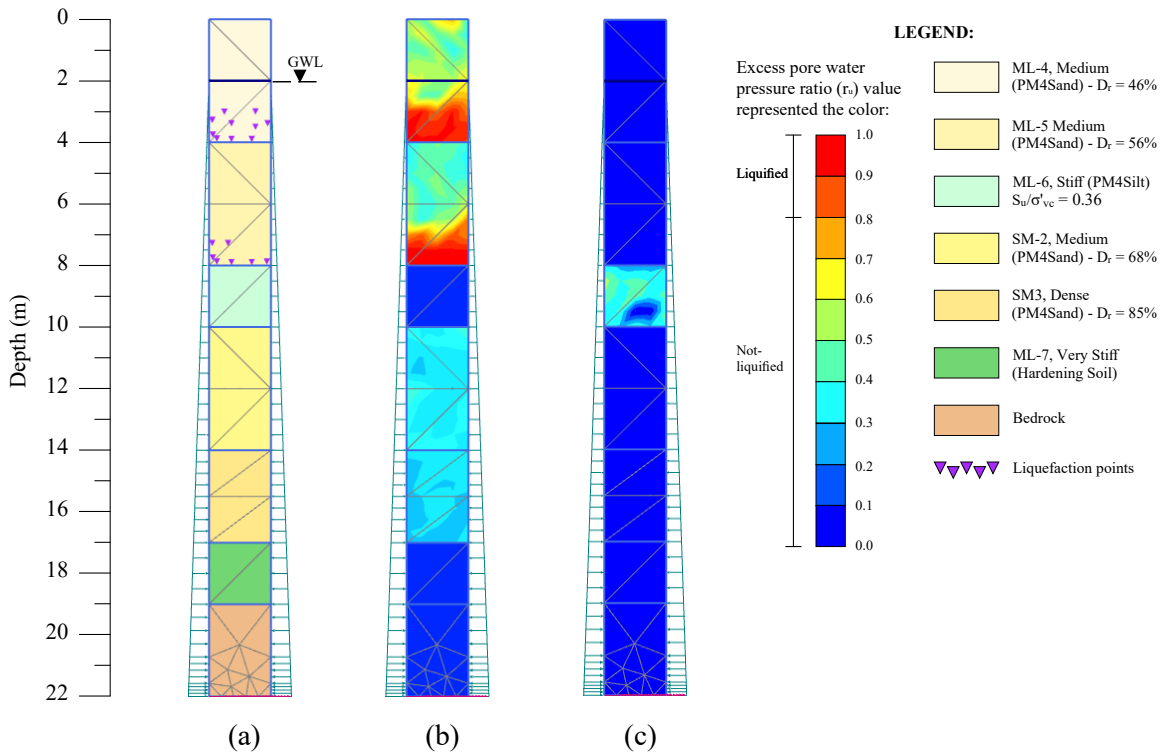 0
2
4
6
8
10
12
14
16
18
20
22
Depth (m)
GWL
(a)
(b)
(c)
LEGEND:
Excess pore water
pressure ratio (rᵤ) value
represented the color:
Liquified
Not-
liquified
1.0
0.9
0.8
0.7
0.6
0.5
0.4
0.3
0.2
0.1
0.0
ML-4, Medium
(PM4Sand) - Dᵣ = 46%
ML-5 Medium
(PM4Sand) - Dᵣ = 56%
ML-6, Stiff (PM4Silt)
Sᵤ/σ'ᵥc = 0.36
SM-2, Medium
(PM4Sand) - Dᵣ = 68%
SM3, Dense
(PM4Sand) - Dᵣ = 85%
ML-7, Very Stiff
(Hardening Soil)
Bedrock
Liquefaction points